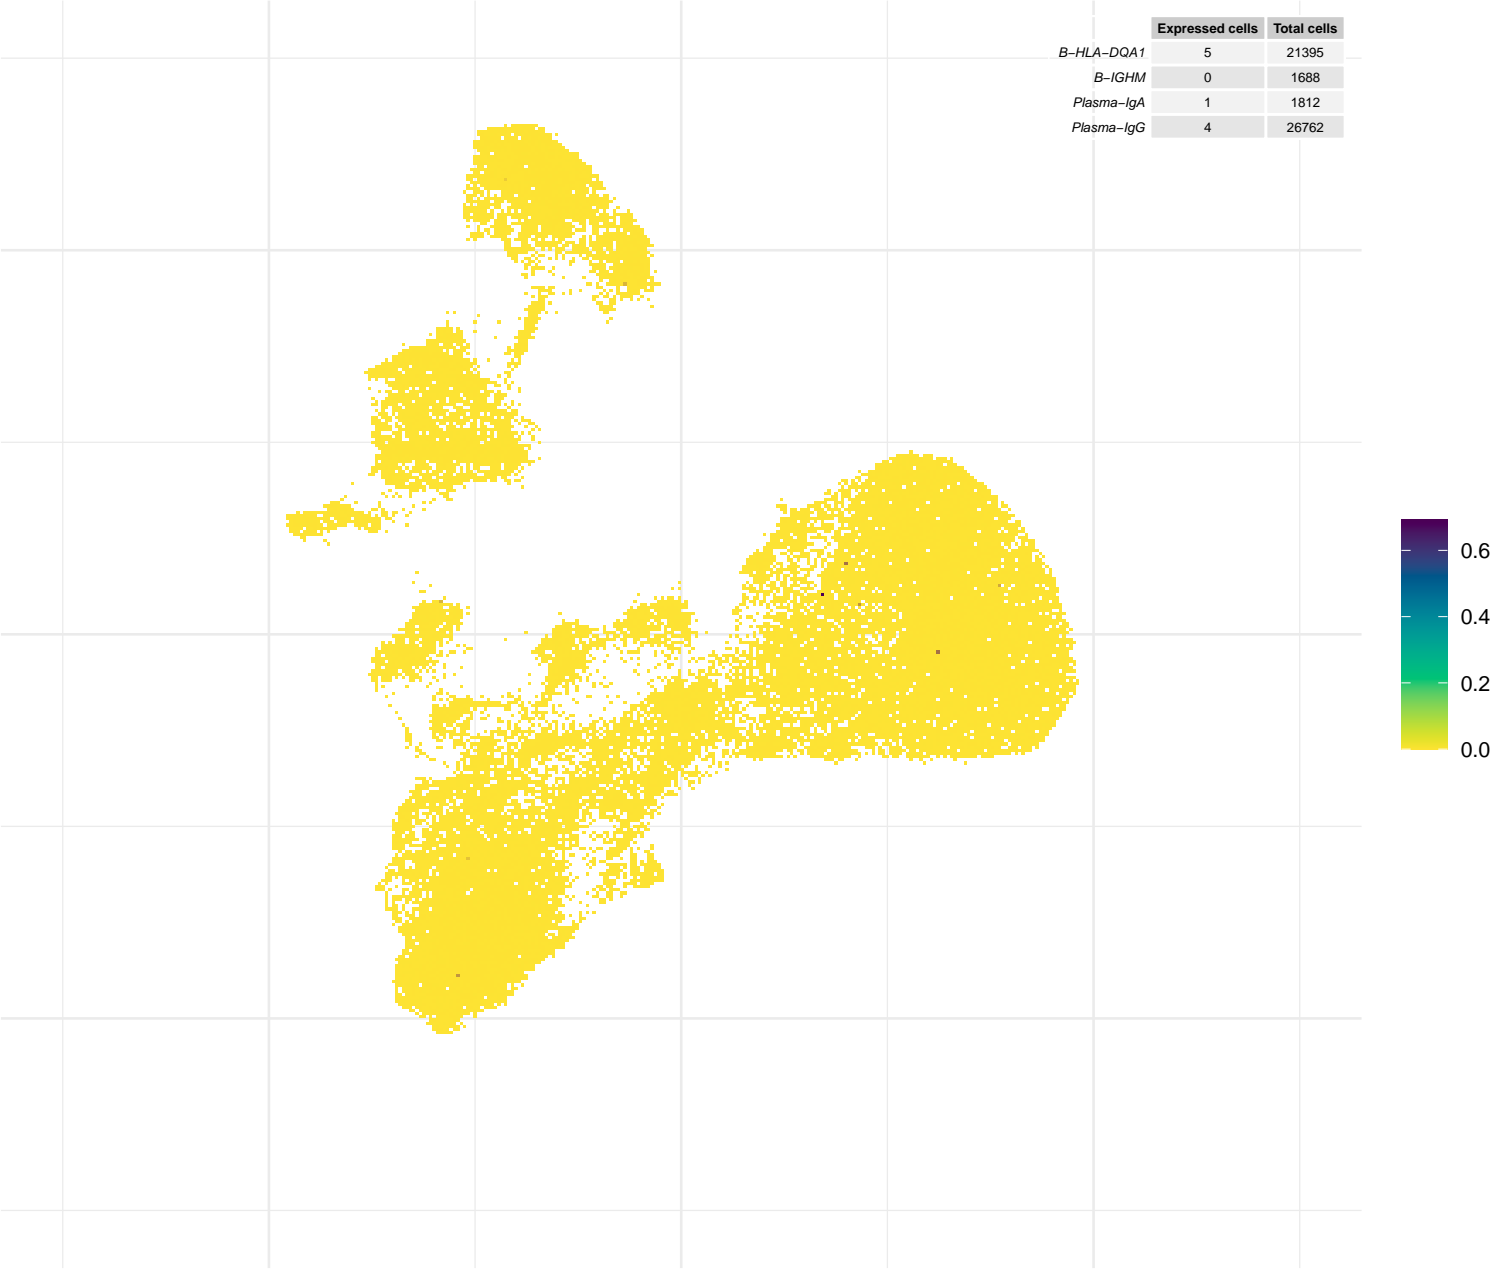 Expressed cells Total cells
B−HLA−DQA1 5 21395
B−IGHM 0 1688
Plasma−IgA 1 1812
Plasma−IgG 4 26762
0.6
0.4
0.2
0.0